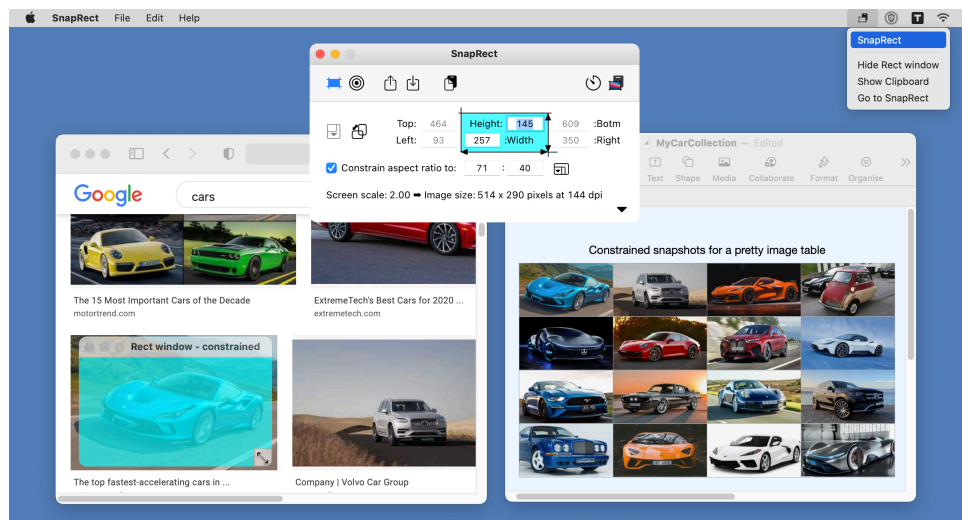 SnapRect File Edit Help
SnapRect
Hide Rect window
Show Clipboard
Go to SnapRect
SnapRect
Top: 464 Height: 145 609 :Botm
Left: 93 257 :Width 350 :Right
Constrain aspect ratio to: 71 : 40
Screen scale: 2.00 ➡ Image size: 514 x 290 pixels at 144 dpi
Google cars
The 15 Most Important Cars of the Decade
motortrend.com
ExtremeTech's Best Cars for 2020 ...
extremetech.com
Rect window - constrained
The top fastest-accelerating cars in ...
Company | Volvo Car Group
MyCarCollection — Edited
Text Shape Media Collaborate Format Organise
Constrained snapshots for a pretty image table